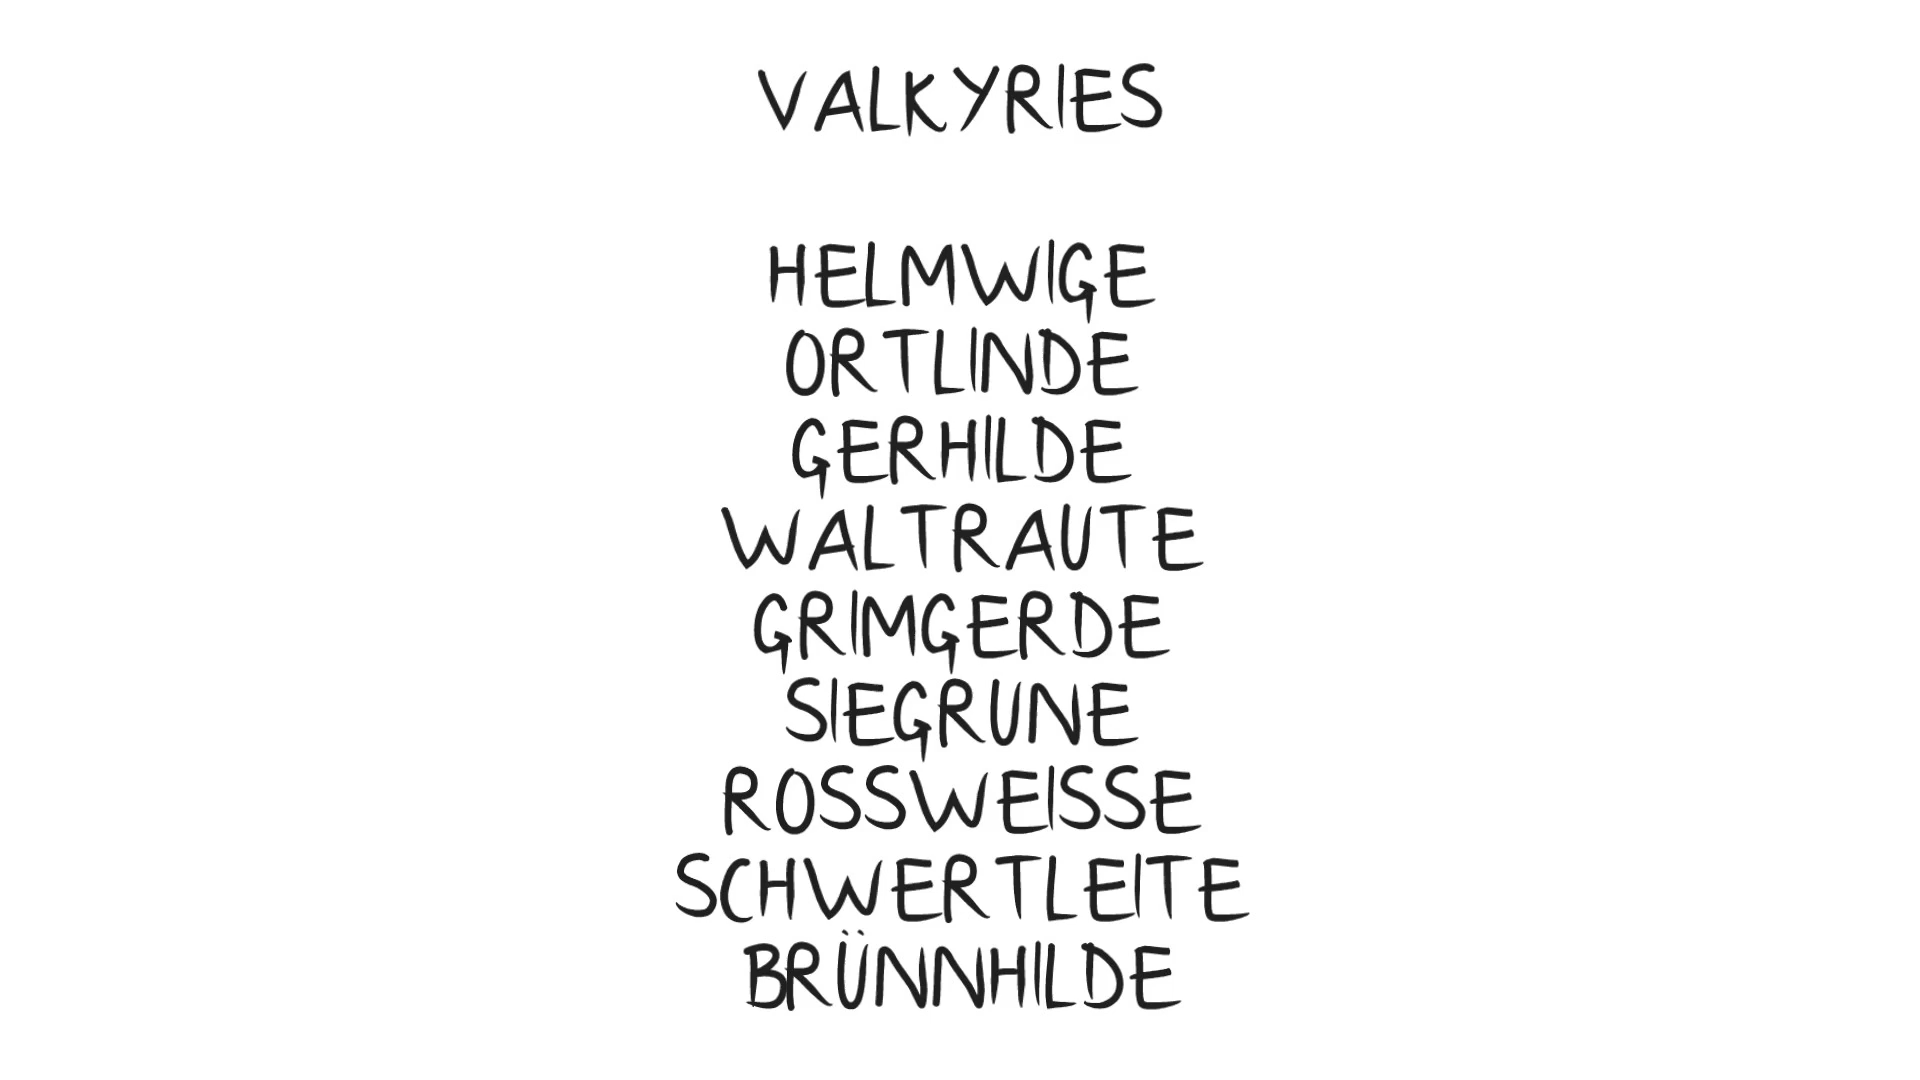 VALKYRIES
HELMWIGE
ORTLINDE
GERHILDE
WALTRAUTE
GRIMGERDE
SIEGRUNE
ROSSWEISSE
SCHWERTLEITE
BRÜNNHILDE